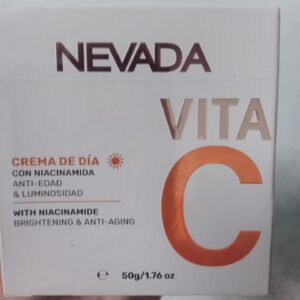 NEVADA
VITA
C
CREMA DE DÍA
CON NIACINAMIDA
ANTI-EDAD
& LUMINOSIDAD
WITH NIACINAMIDE
BRIGHTENING & ANTI-AGING
℮ 50g/1.76 oz